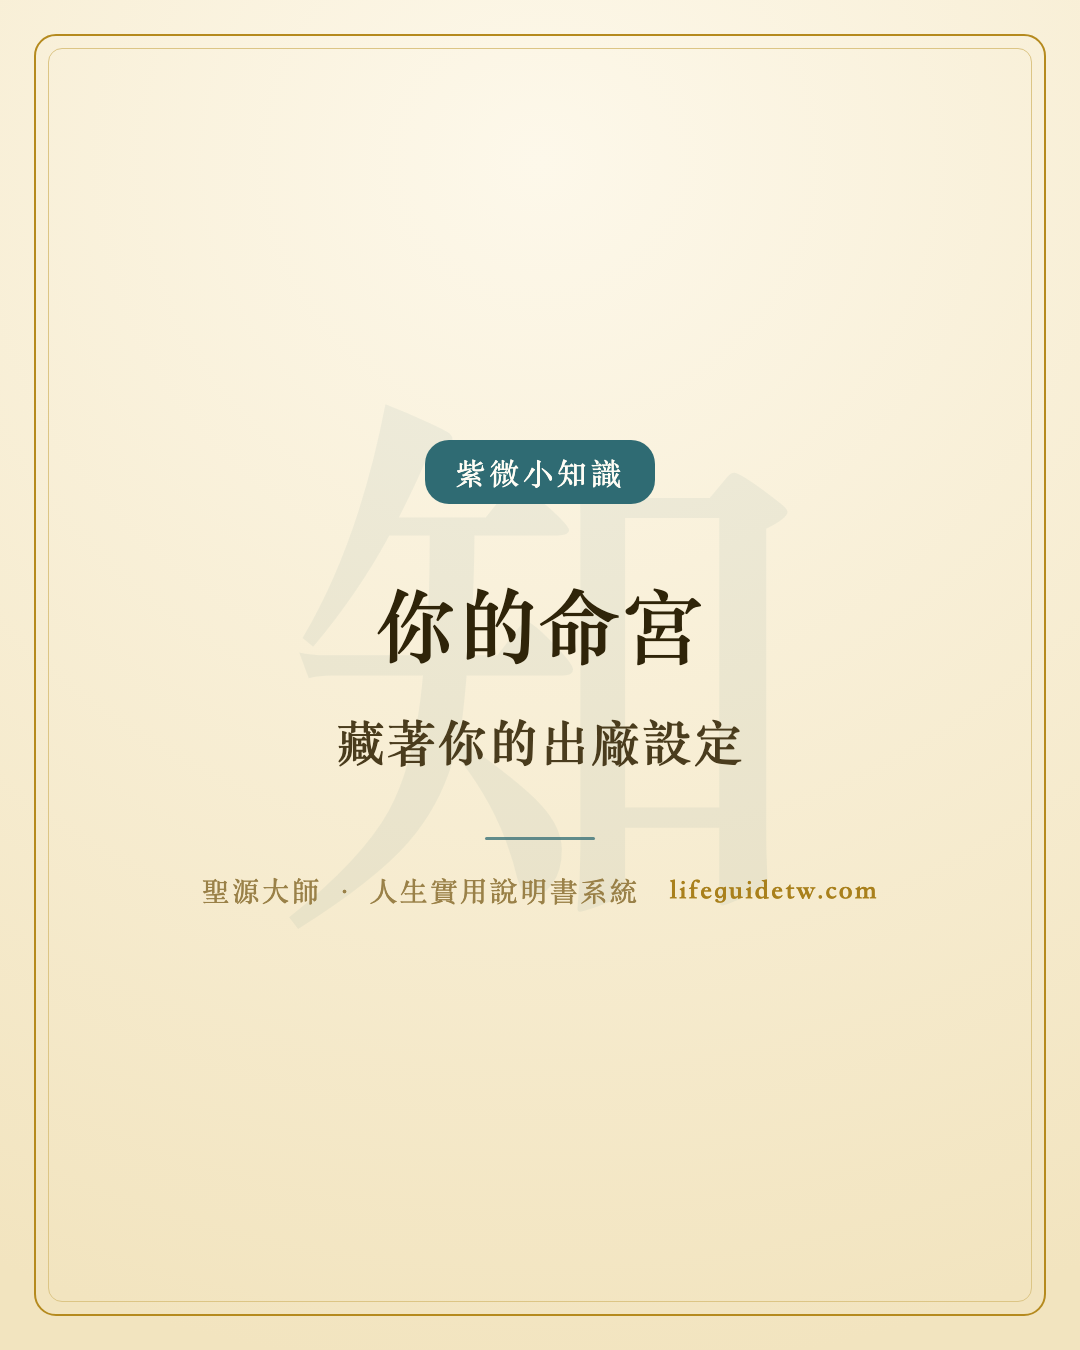 紫微小知識
你的命宮
藏著你的出廠設定
聖源大師 · 人生實用說明書系統 lifeguidetw.com
知